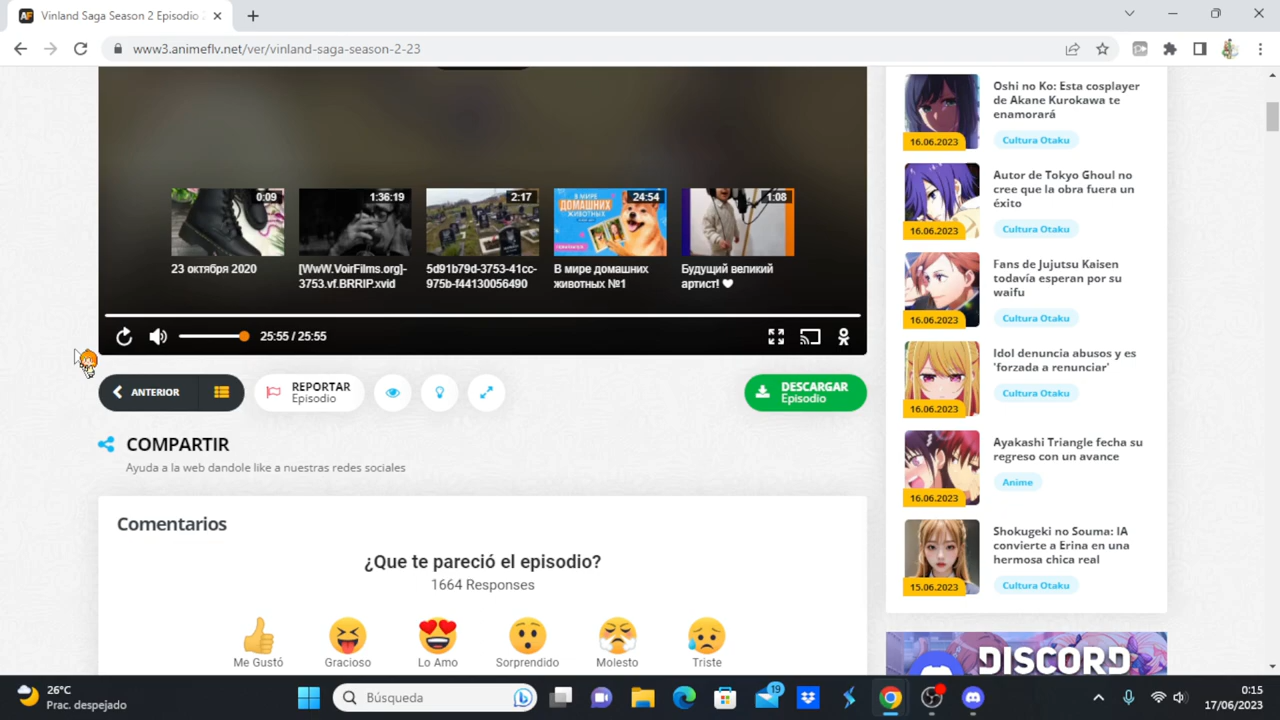 Vinland Saga Season 2 Episodio 2
www3.animeflv.net/ver/vinland-saga-season-2-23
0:09
1:36:19
2:17
24:54
1:08
В МИРЕ
ДОМАШНИХ
ЖИВОТНЫХ
23 октября 2020
[WwW.VoirFilms.org]-
3753.vf.BRRIP.xvid
5d91b79d-3753-41cc-
975b-f44130056490
В мире домашних
животных №1
Будущий великий
артист! ❤
25:55 / 25:55
ANTERIOR
REPORTAR
Episodio
DESCARGAR
Episodio
COMPARTIR
Ayuda a la web dandole like a nuestras redes sociales
Comentarios
¿Que te pareció el episodio?
1664 Responses
Me Gustó
Gracioso
Lo Amo
Sorprendido
Molesto
Triste
Oshi no Ko: Esta cosplayer
de Akane Kurokawa te
enamorará
16.06.2023
Cultura Otaku
Autor de Tokyo Ghoul no
cree que la obra fuera un
éxito
16.06.2023
Cultura Otaku
Fans de Jujutsu Kaisen
todavía esperan por su
waifu
16.06.2023
Cultura Otaku
Idol denuncia abusos y es
'forzada a renunciar'
16.06.2023
Cultura Otaku
Ayakashi Triangle fecha su
regreso con un avance
16.06.2023
Anime
Shokugeki no Souma: IA
convierte a Erina en una
hermosa chica real
15.06.2023
Cultura Otaku
DISCORD
26°C
Prac. despejado
Búsqueda
19
0:15
17/06/2023